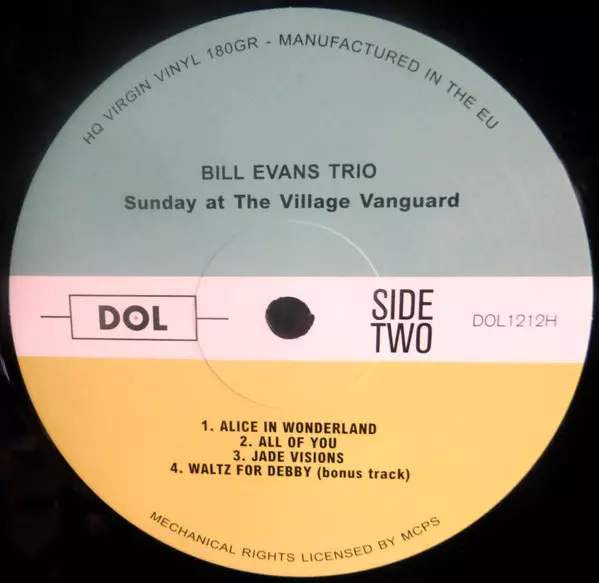 HQ VIRGIN VINYL 180GR - MANUFACTURED IN THE EU
BILL EVANS TRIO
Sunday at The Village Vanguard
DOL
SIDE
TWO
DOL1212H
1. ALICE IN WONDERLAND
2. ALL OF YOU
3. JADE VISIONS
4. WALTZ FOR DEBBY (bonus track)
MECHANICAL RIGHTS LICENSED BY MCPS